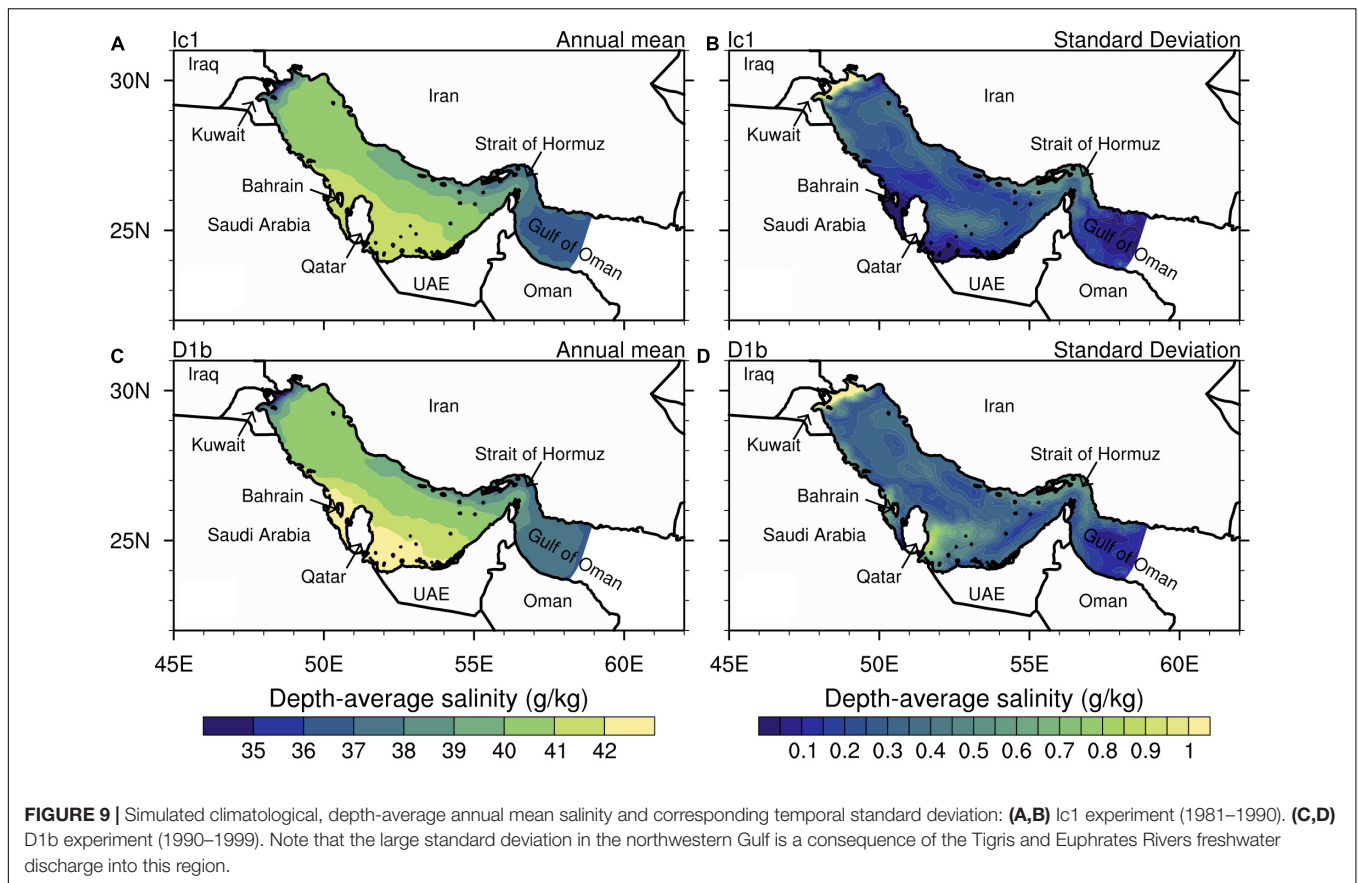 A Ic1 Annual mean
Iraq
30N
Iran
Kuwait
Strait of Hormuz
Bahrain
Saudi Arabia
25N
Gulf of Oman
Qatar
UAE
Oman
B Ic1 Standard Deviation
Iraq
Iran
Kuwait
Strait of Hormuz
Bahrain
Saudi Arabia
Gulf of Oman
Qatar
UAE
Oman
C D1b Annual mean
Iraq
30N
Iran
Kuwait
Strait of Hormuz
Bahrain
Saudi Arabia
25N
Gulf of Oman
Qatar
UAE
Oman
45E 50E 55E 60E
Depth-average salinity (g/kg)
35 36 37 38 39 40 41 42
D D1b Standard Deviation
Iraq
Iran
Kuwait
Strait of Hormuz
Bahrain
Saudi Arabia
Gulf of Oman
Qatar
UAE
Oman
45E 50E 55E 60E
Depth-average salinity (g/kg)
0.1 0.2 0.3 0.4 0.5 0.6 0.7 0.8 0.9 1
FIGURE 9 | Simulated climatological, depth-average annual mean salinity and corresponding temporal standard deviation: (A,B) Ic1 experiment (1981–1990). (C,D)
D1b experiment (1990–1999). Note that the large standard deviation in the northwestern Gulf is a consequence of the Tigris and Euphrates Rivers freshwater
discharge into this region.